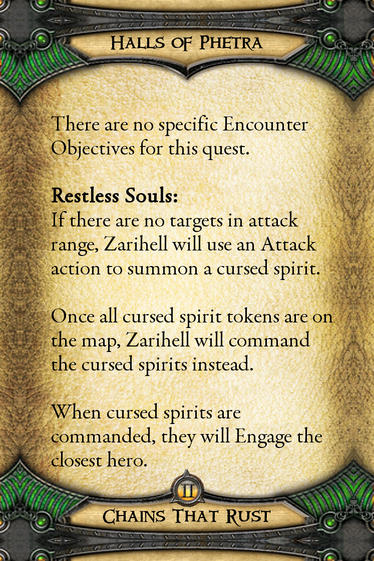 Halls of Phetra
There are no specific Encounter
Objectives for this quest.
Restless Souls:
If there are no targets in attack
range, Zarihell will use an Attack
action to summon a cursed spirit.
Once all cursed spirit tokens are on
the map, Zarihell will command
the cursed spirits instead.
When cursed spirits are
commanded, they will Engage the
closest hero.
II
Chains That Rust